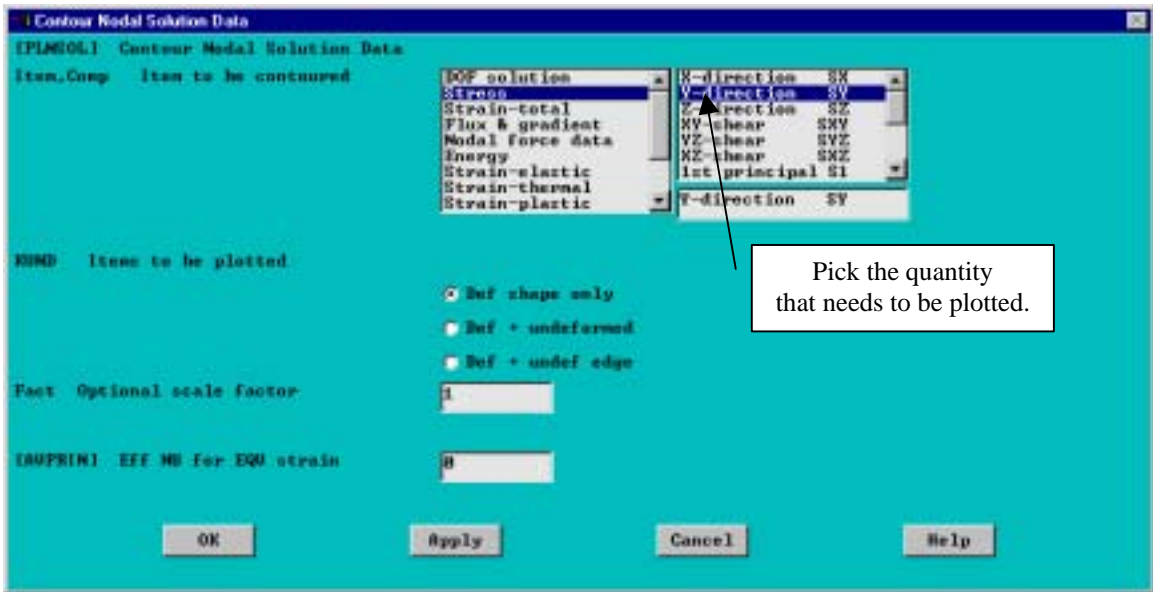 Contour Nodal Solution Data
[PLNSOL] Contour Nodal Solution Data
Item,Comp Item to be contoured
DOF solution
Stress
Strain-total
Flux & gradient
Nodal force data
Energy
Strain-elastic
Strain-thermal
Strain-plastic
X-direction SX
Y-direction SY
Z-direction SZ
XY-shear SXY
YZ-shear SYZ
XZ-shear SXZ
1st principal S1
Y-direction SY
KUND Items to be plotted
Def shape only
Def + undeformed
Def + undef edge
Pick the quantity
that needs to be plotted.
Fact Optional scale factor
1
[AVPRIN] Eff NU for EQV strain
0
OK Apply Cancel Help